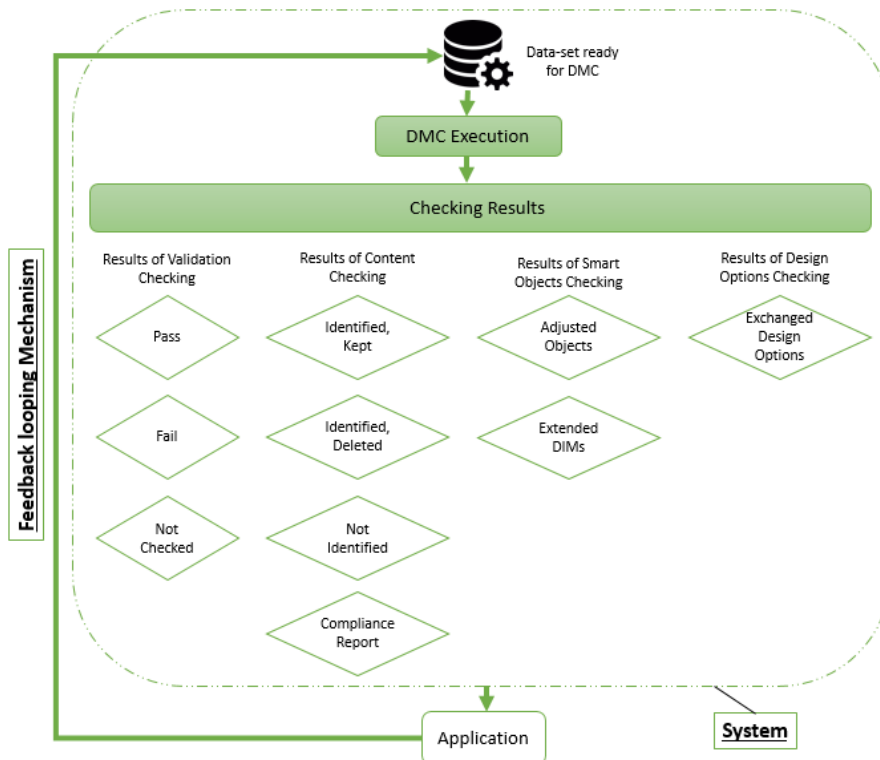 Data-set ready
for DMC
DMC Execution
Checking Results
Results of Validation
Checking
Results of Content
Checking
Results of Smart
Objects Checking
Results of Design
Options Checking
Pass
Identified,
Kept
Adjusted
Objects
Exchanged
Design
Options
Fail
Identified,
Deleted
Extended
DIMs
Not
Checked
Not
Identified
Compliance
Report
Feedback looping Mechanism
System
Application